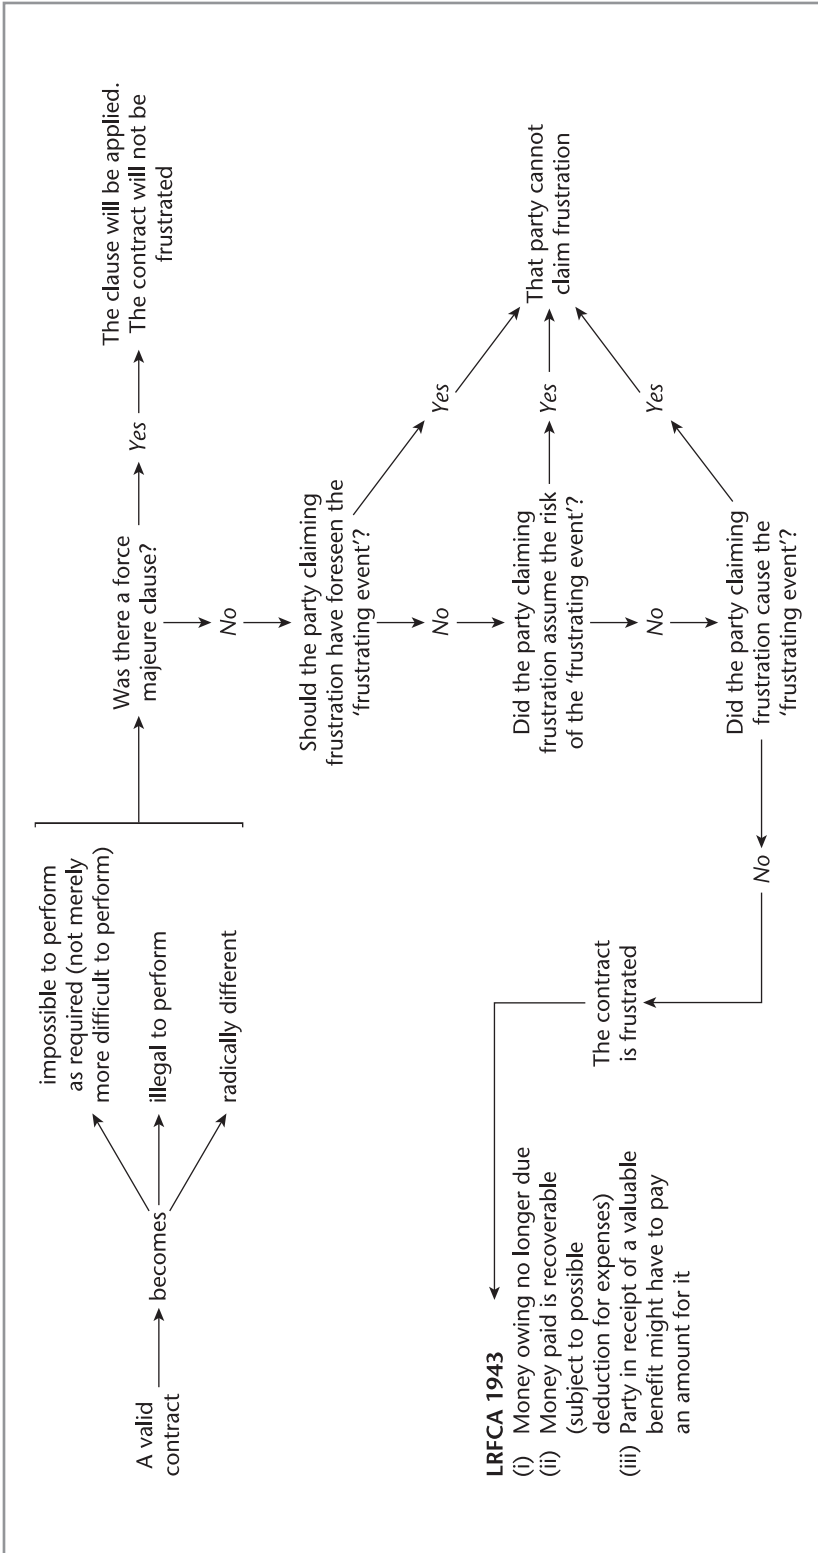 A valid
contract
becomes
impossible to perform
as required (not merely
more difficult to perform)
illegal to perform
radically different
Was there a force
majeure clause?
Yes
The clause will be applied.
The contract will not be
frustrated
No
Should the party claiming
frustration have foreseen the
‘frustrating event’?
Yes
No
Did the party claiming
frustration assume the risk
of the ‘frustrating event’?
Yes
That party cannot
claim frustration
No
Did the party claiming
frustration cause the
‘frustrating event’?
Yes
No
The contract
is frustrated
LRFCA 1943
(i) Money owing no longer due
(ii) Money paid is recoverable
(subject to possible
deduction for expenses)
(iii) Party in receipt of a valuable
benefit might have to pay
an amount for it